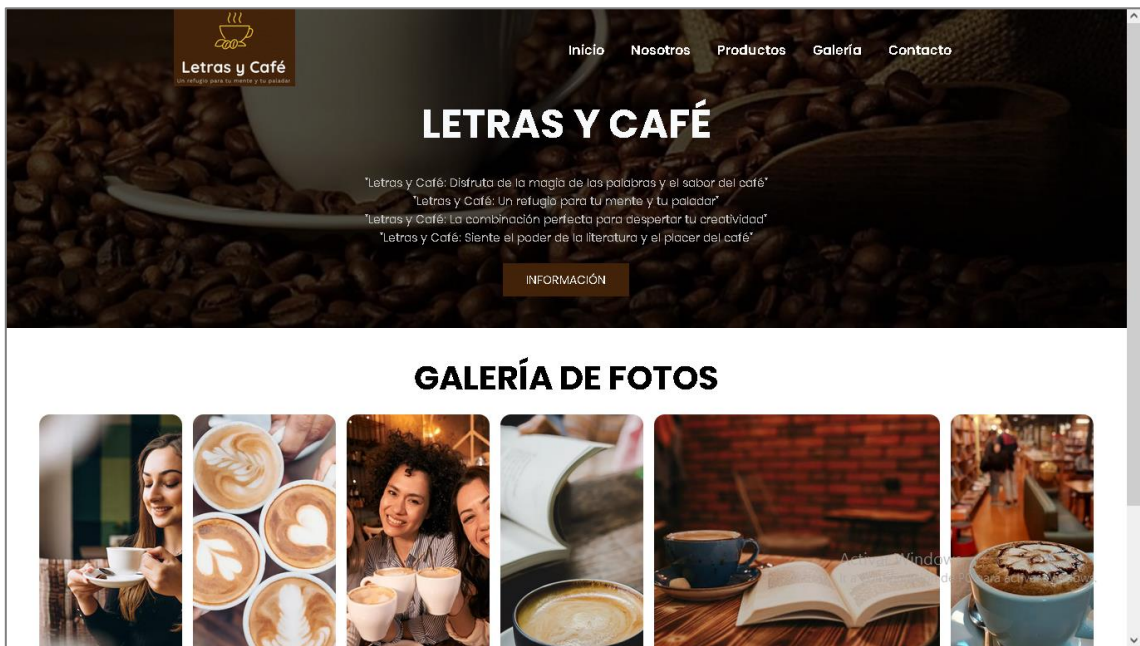 Letras y Café
Un refugio para tu mente y tu paladar
Inicio Nosotros Productos Galería Contacto
LETRAS Y CAFÉ
"Letras y Café: Disfruta de la magia de las palabras y el sabor del café"
"Letras y Café: Un refugio para tu mente y tu paladar"
"Letras y Café: La combinación perfecta para despertar tu creatividad"
"Letras y Café: Siente el poder de la literatura y el placer del café"
INFORMACIÓN
GALERÍA DE FOTOS
Activar Windows